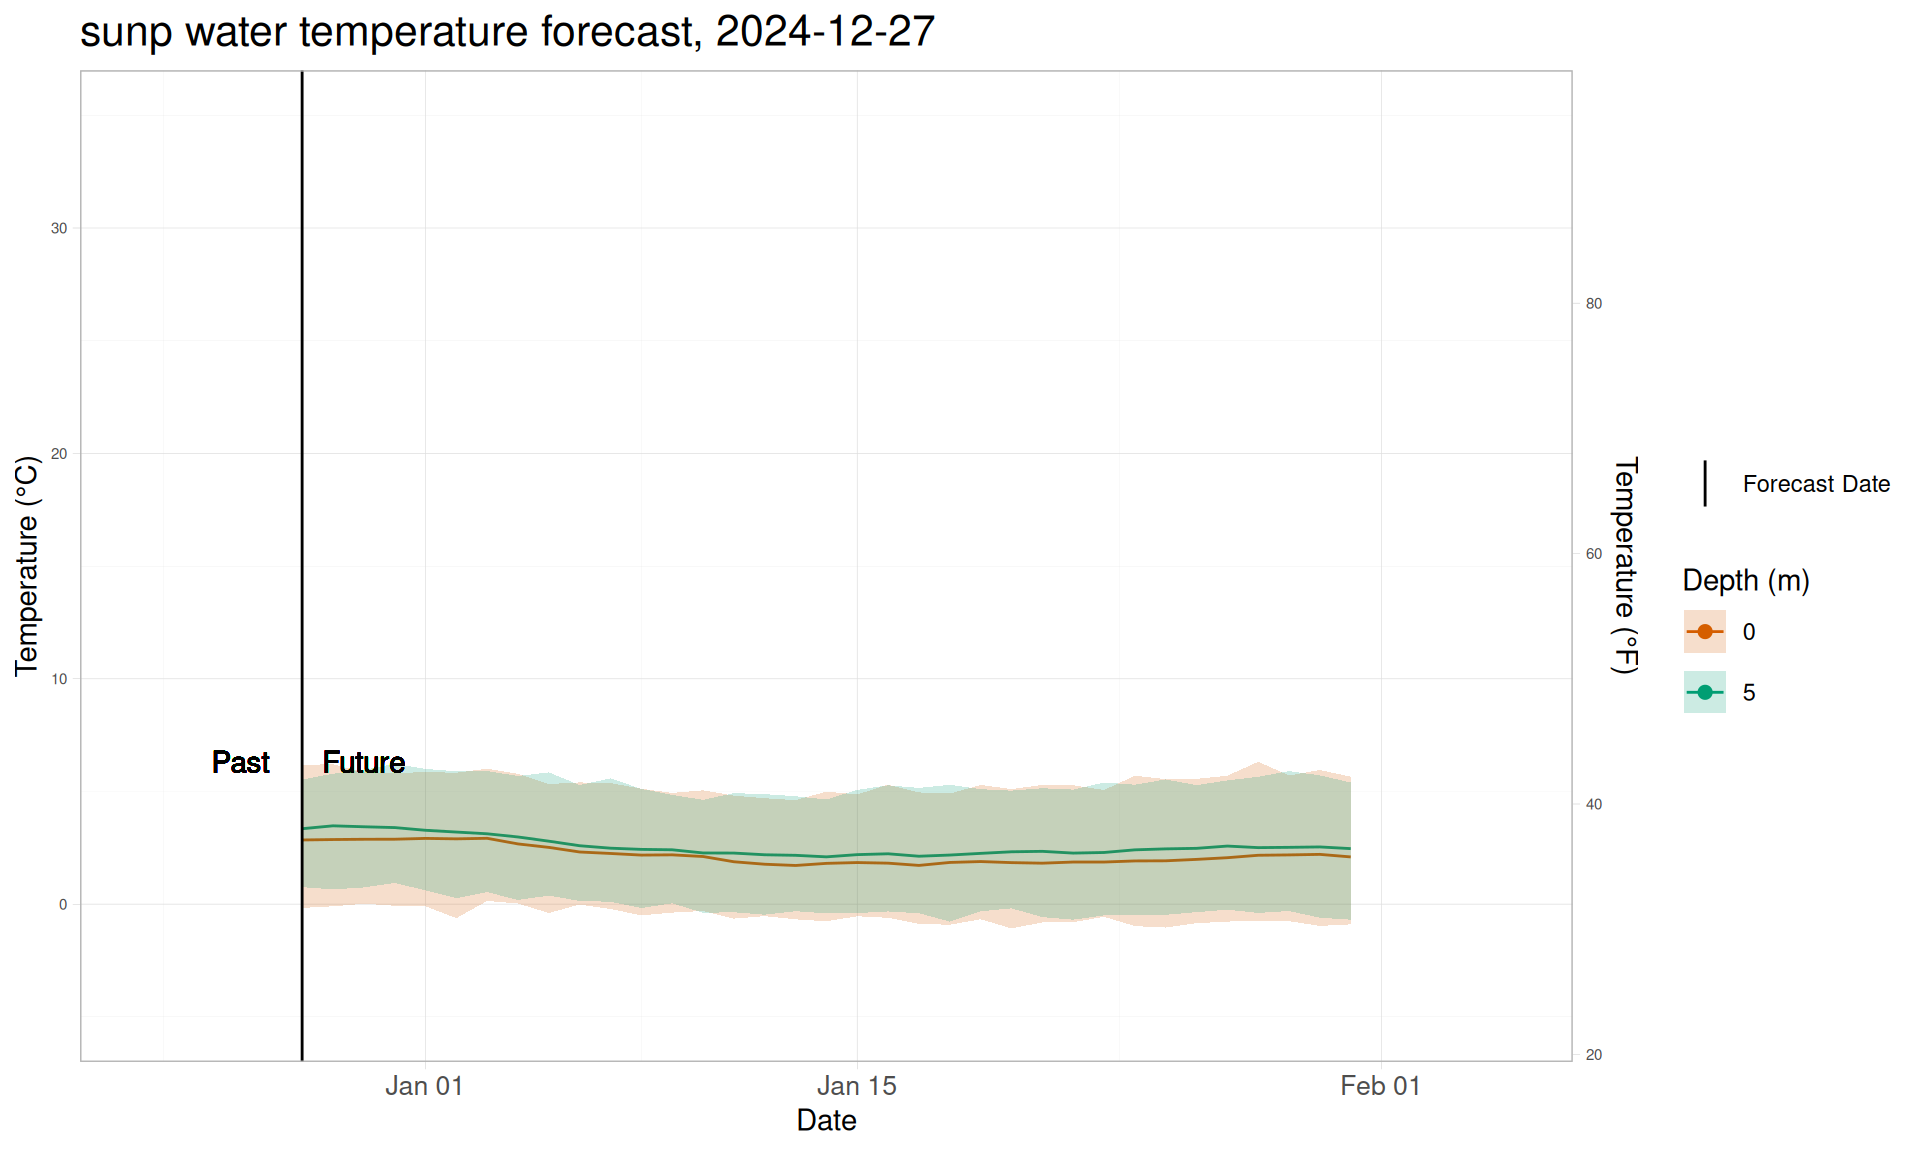 sunp water temperature forecast, 2024-12-27
Temperature (°C)
30
20
10
0
Past
Future
80
60
40
20
Temperature (°F)
Jan 01
Jan 15
Feb 01
Date
Forecast Date
Depth (m)
0
5